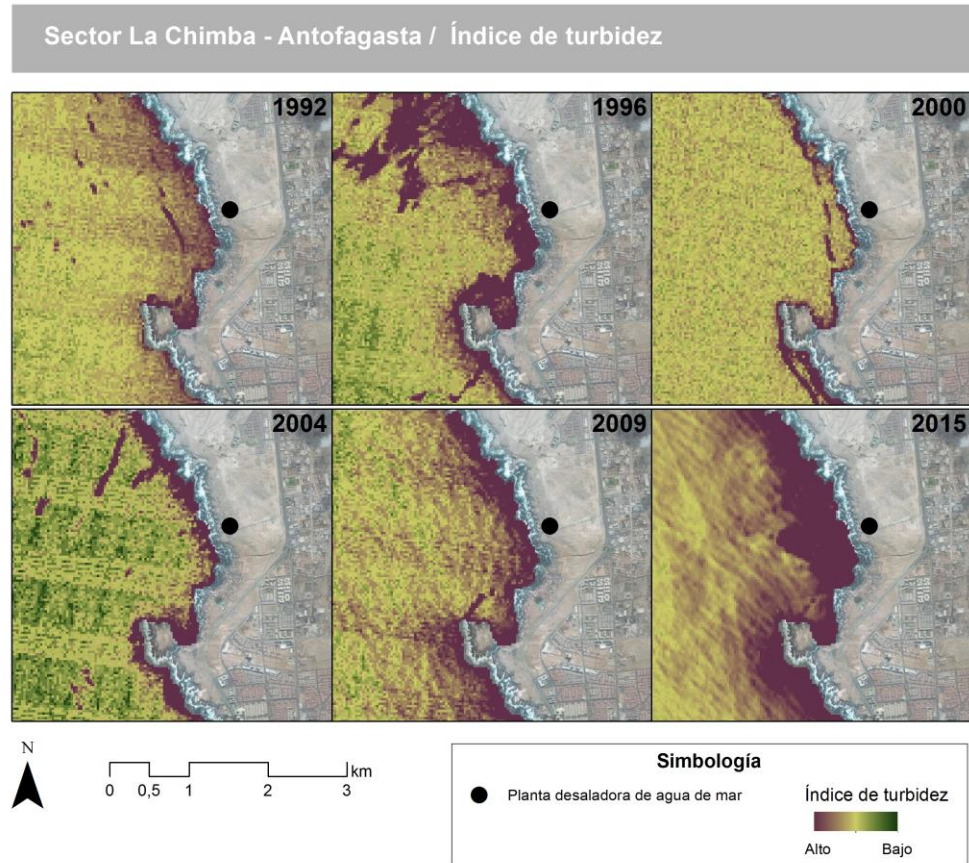 Sector La Chimba - Antofagasta / Índice de turbidez
1992
1996
2000
2004
2009
2015
N
km
0 0,5 1 2 3
Simbología
Planta desaladora de agua de mar
Índice de turbidez
Alto Bajo